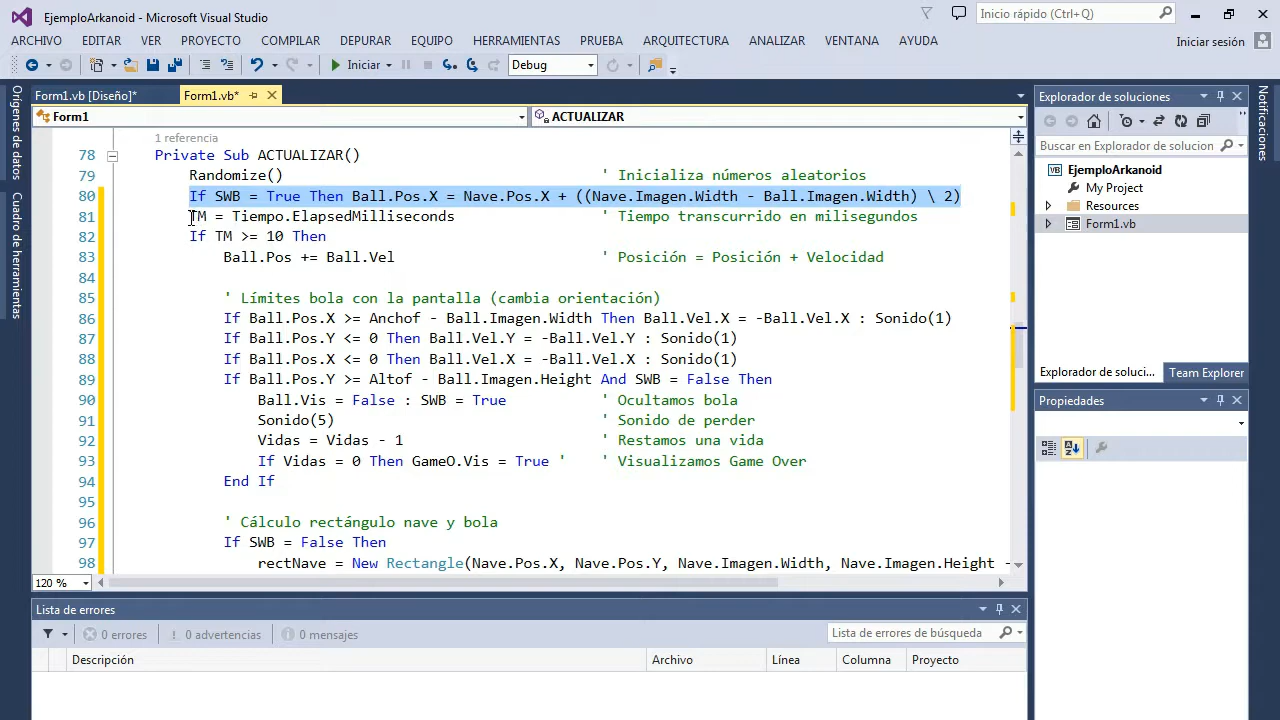 EjemploArkanoid - Microsoft Visual Studio
Inicio rápido (Ctrl+Q)
ARCHIVO EDITAR VER PROYECTO COMPILAR DEPURAR EQUIPO HERRAMIENTAS PRUEBA ARQUITECTURA ANALIZAR VENTANA AYUDA
Iniciar sesión
Iniciar Debug
Orígenes de datos
Cuadro de herramientas
Form1.vb [Diseño]* Form1.vb*
Form1 ACTUALIZAR
1 referencia
78 Private Sub ACTUALIZAR()
79 Randomize() ' Inicializa números aleatorios
80 If SWB = True Then Ball.Pos.X = Nave.Pos.X + ((Nave.Imagen.Width - Ball.Imagen.Width) \ 2)
81 TM = Tiempo.ElapsedMilliseconds ' Tiempo transcurrido en milisegundos
82 If TM >= 10 Then
83 Ball.Pos += Ball.Vel ' Posición = Posición + Velocidad
84
85 ' Límites bola con la pantalla (cambia orientación)
86 If Ball.Pos.X >= Anchof - Ball.Imagen.Width Then Ball.Vel.X = -Ball.Vel.X : Sonido(1)
87 If Ball.Pos.Y <= 0 Then Ball.Vel.Y = -Ball.Vel.Y : Sonido(1)
88 If Ball.Pos.X <= 0 Then Ball.Vel.X = -Ball.Vel.X : Sonido(1)
89 If Ball.Pos.Y >= Altof - Ball.Imagen.Height And SWB = False Then
90 Ball.Vis = False : SWB = True ' Ocultamos bola
91 Sonido(5) ' Sonido de perder
92 Vidas = Vidas - 1 ' Restamos una vida
93 If Vidas = 0 Then GameO.Vis = True ' ' Visualizamos Game Over
94 End If
95
96 ' Cálculo rectángulo nave y bola
97 If SWB = False Then
98 rectNave = New Rectangle(Nave.Pos.X, Nave.Pos.Y, Nave.Imagen.Width, Nave.Imagen.Height -
120 %
Lista de errores
0 errores 0 advertencias 0 mensajes
Lista de errores de búsqueda
Descripción Archivo Línea Columna Proyecto
Explorador de soluciones
Buscar en Explorador de solucion
EjemploArkanoid
My Project
Resources
Form1.vb
Explorador de soluci... Team Explorer
Propiedades
Notificaciones